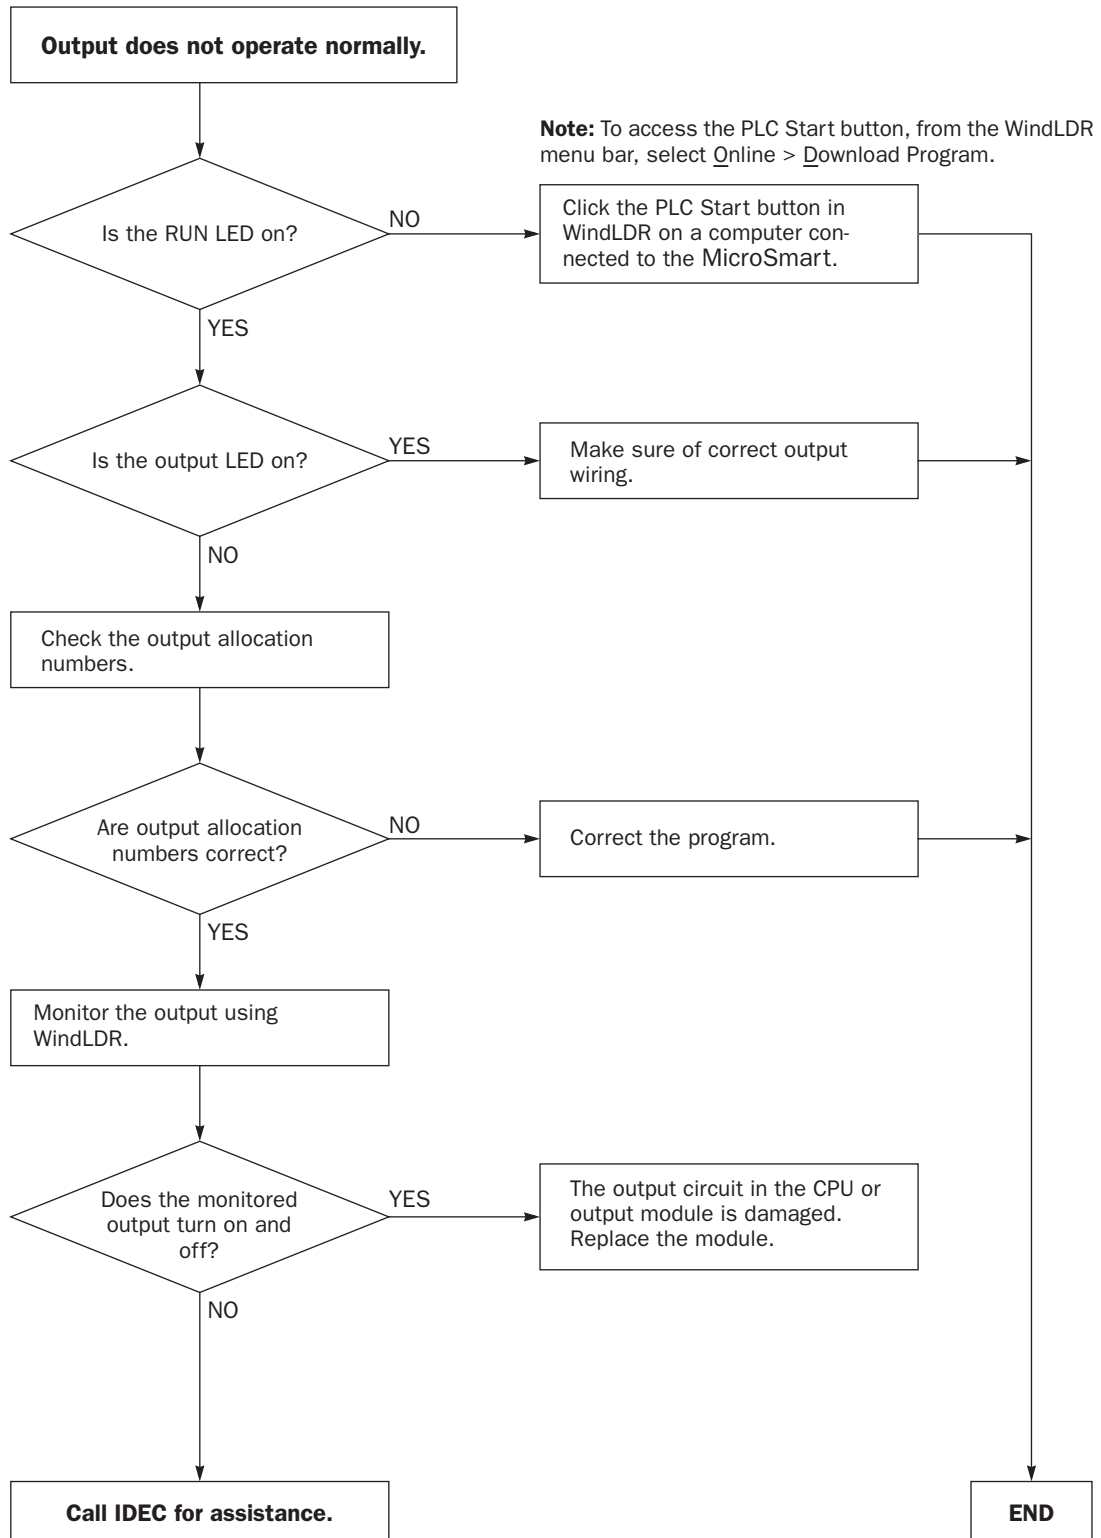 Output does not operate normally.
Note: To access the PLC Start button, from the WindLDR
menu bar, select Online > Download Program.
Is the RUN LED on?
NO
Click the PLC Start button in
WindLDR on a computer con-
nected to the MicroSmart.
YES
Is the output LED on?
YES
Make sure of correct output
wiring.
NO
Check the output allocation
numbers.
Are output allocation
numbers correct?
NO
Correct the program.
YES
Monitor the output using
WindLDR.
Does the monitored
output turn on and
off?
YES
The output circuit in the CPU or
output module is damaged.
Replace the module.
NO
Call IDEC for assistance.
END